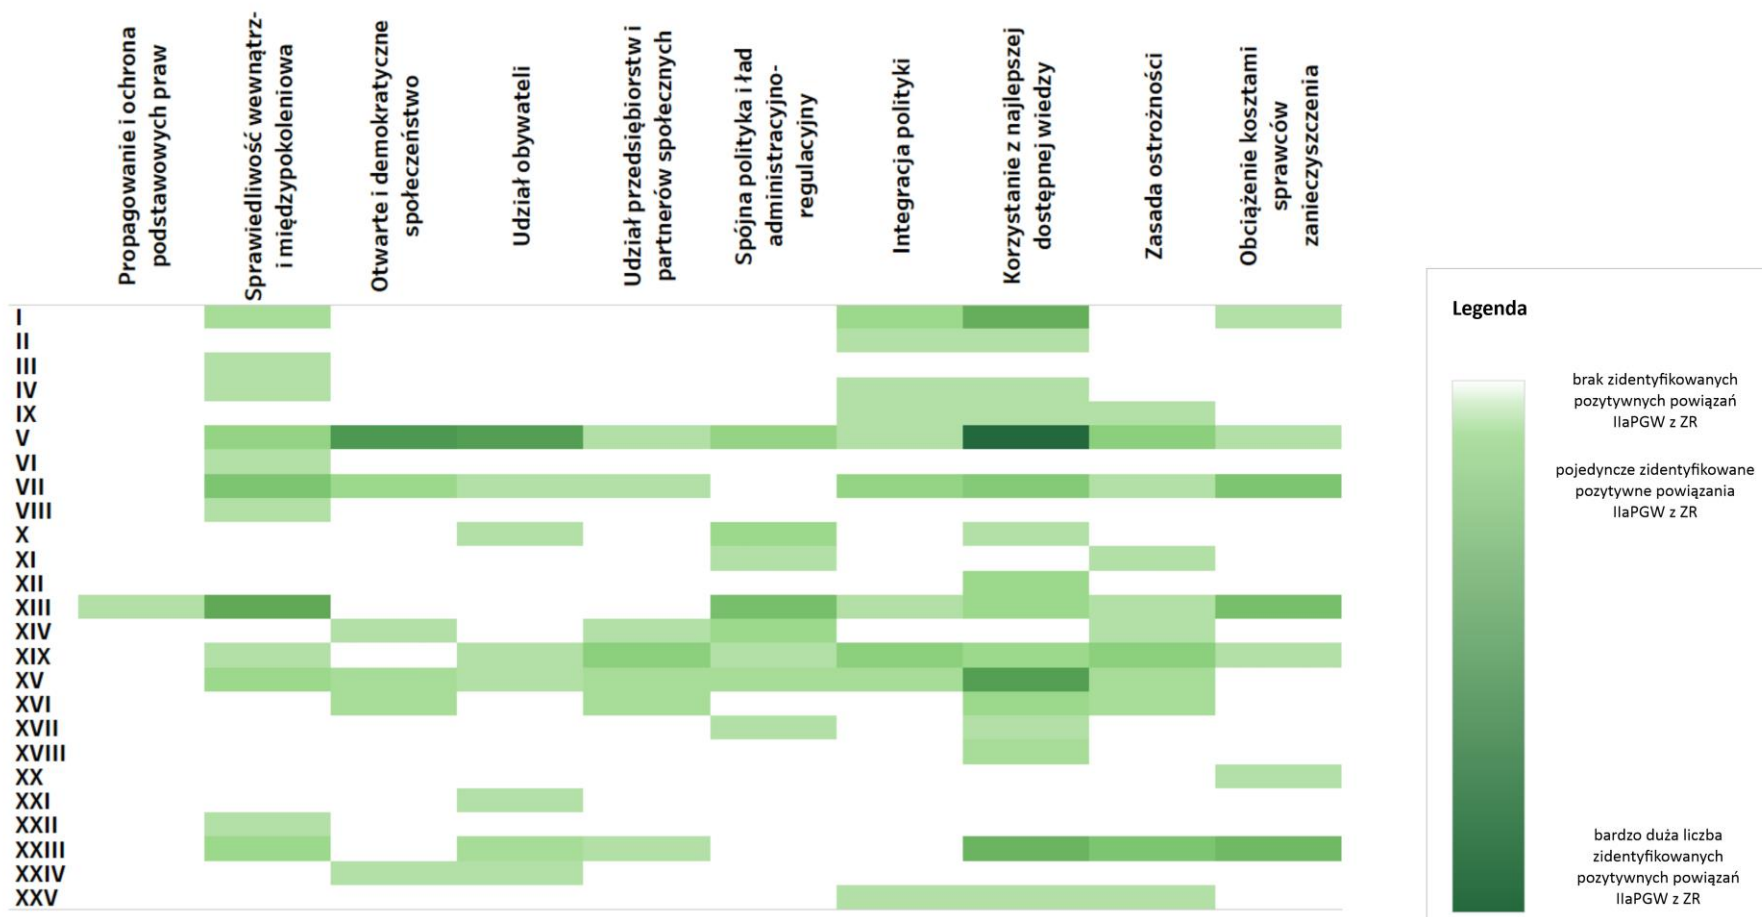 Propagowanie i ochrona
podstawowych praw
Sprawiedliwość wewnątrz-
i międzypokoleniowa
Otwarte i demokratyczne
społeczeństwo
Udział obywateli
Udział przedsiębiorstw i
partnerów społecznych
Spójna polityka i ład
administracyjno-
regulacyjny
Integracja polityki
Korzystanie z najlepszej
dostępnej wiedzy
Zasada ostrożności
Obciążenie kosztami
sprawców
zanieczyszczenia
I
II
III
IV
IX
V
VI
VII
VIII
X
XI
XII
XIII
XIV
XIX
XV
XVI
XVII
XVIII
XX
XXI
XXII
XXIII
XXIV
XXV
Legenda
brak zidentyfikowanych
pozytywnych powiązań
IIaPGW z ZR
pojedyncze zidentyfikowane
pozytywne powiązania
IIaPGW z ZR
bardzo duża liczba
zidentyfikowanych
pozytywnych powiązań
IIaPGW z ZR